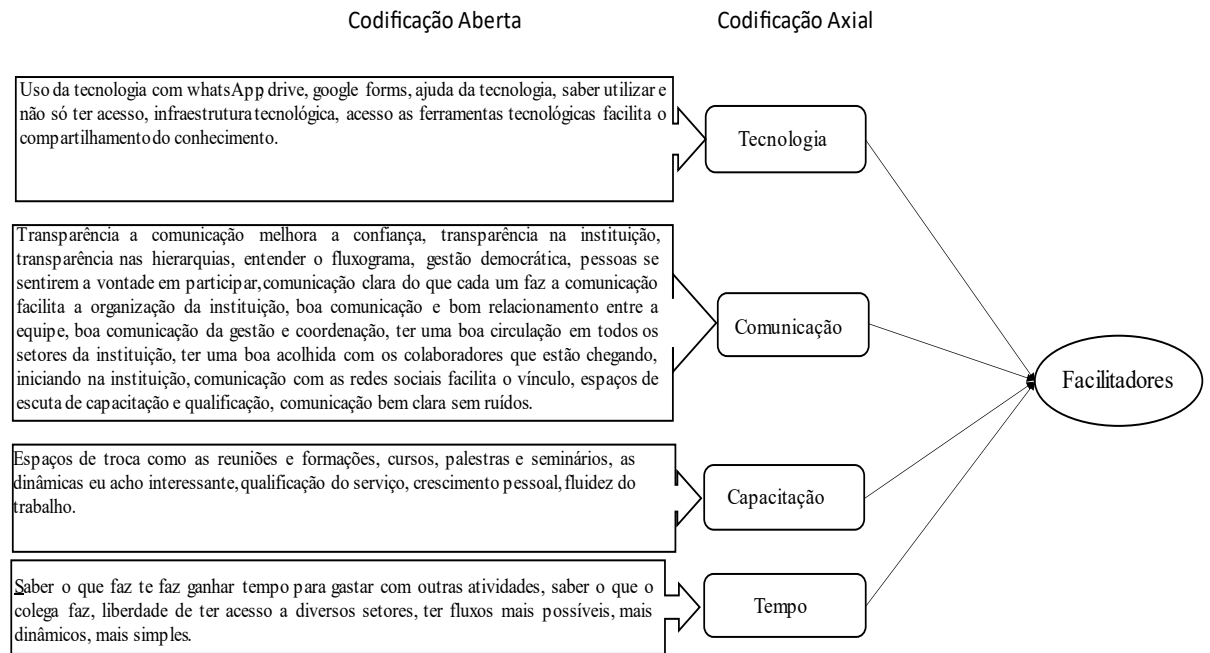 Codificação Aberta
Codificação Axial
Uso da tecnologia com whatsApp, drive, google forms, ajuda da tecnologia, saber utilizar e
não só ter acesso, infraestrutura tecnológica, acesso as ferramentas tecnológicas facilita o
compartilhamento do conhecimento.
Tecnologia
Transparência a comunicação melhora a confiança, transparência na instituição,
transparência nas hierarquias, entender o fluxograma, gestão democrática, pessoas se
sentirem a vontade em participar, comunicação clara do que cada um faz a comunicação
facilita a organização da instituição, boa comunicação e bom relacionamento entre a
equipe, boa comunicação da gestão e coordenação, ter uma boa circulação em todos os
setores da instituição, ter uma boa acolhida com os colaboradores que estão chegando,
iniciando na instituição, comunicação com as redes sociais facilita o vínculo, espaços de
escuta de capacitação e qualificação, comunicação bem clara sem ruídos.
Comunicação
Facilitadores
Espaços de troca como as reuniões e formações, cursos, palestras e seminários, as
dinâmicas eu acho interessante, qualificação do serviço, crescimento pessoal, fluidez do
trabalho.
Capacitação
Saber o que faz te faz ganhar tempo para gastar com outras atividades, saber o que o
colega faz, liberdade de ter acesso a diversos setores, ter fluxos mais possíveis, mais
dinâmicos, mais simples.
Tempo